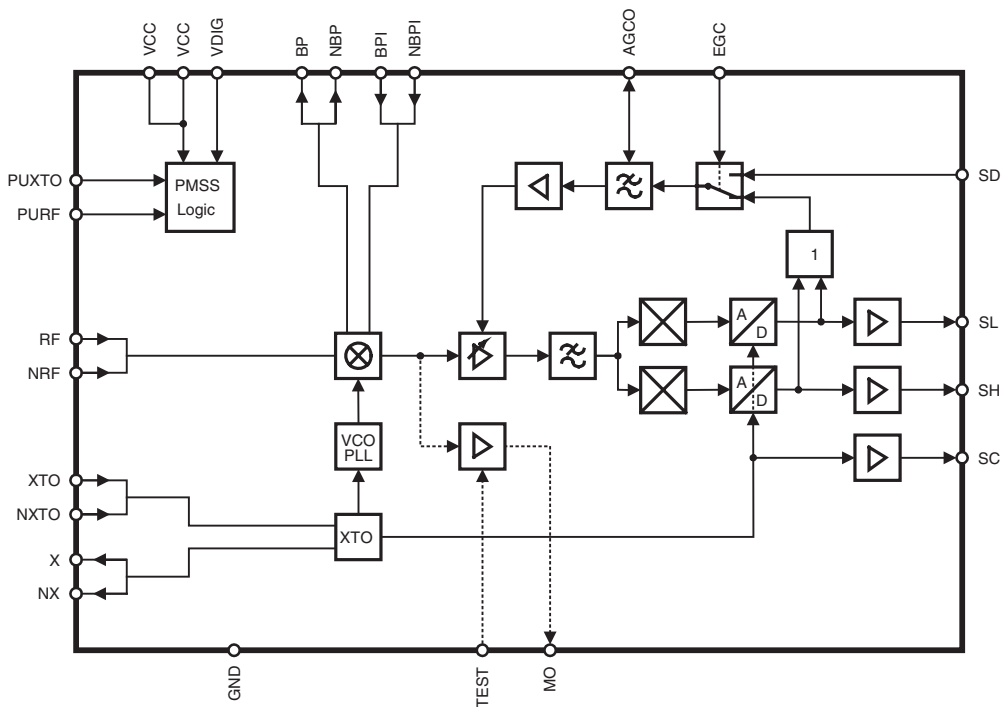 VCC
VCC
VDIG
BP
NBP
BPI
NBPI
AGCO
EGC
PUXTO
PURF
PMSS
Logic
SD
1
RF
NRF
A
D
SL
A
D
SH
VCO
PLL
SC
XTO
NXTO
XTO
X
NX
GND
TEST
MO